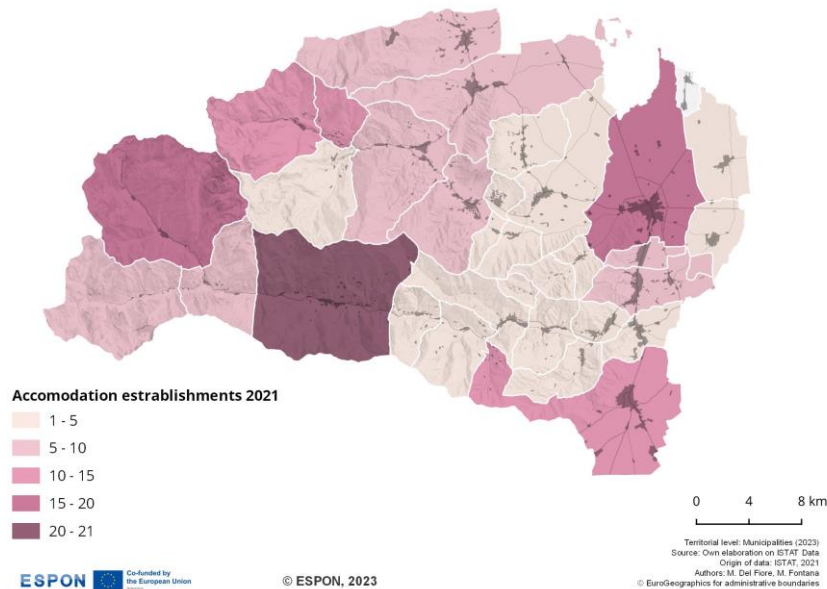 Accomodation estrablishments 2021
1 - 5
5 - 10
10 - 15
15 - 20
20 - 21
0 4 8 km
Territorial level: Municipalities (2023)
Source: Own elaboration on ISTAT Data
Origin of data: ISTAT, 2021
Authors: M. Del Fiore, M. Fontana
© EuroGeographics for administrative boundaries
ESPON
Co-funded by
the European Union
© ESPON, 2023